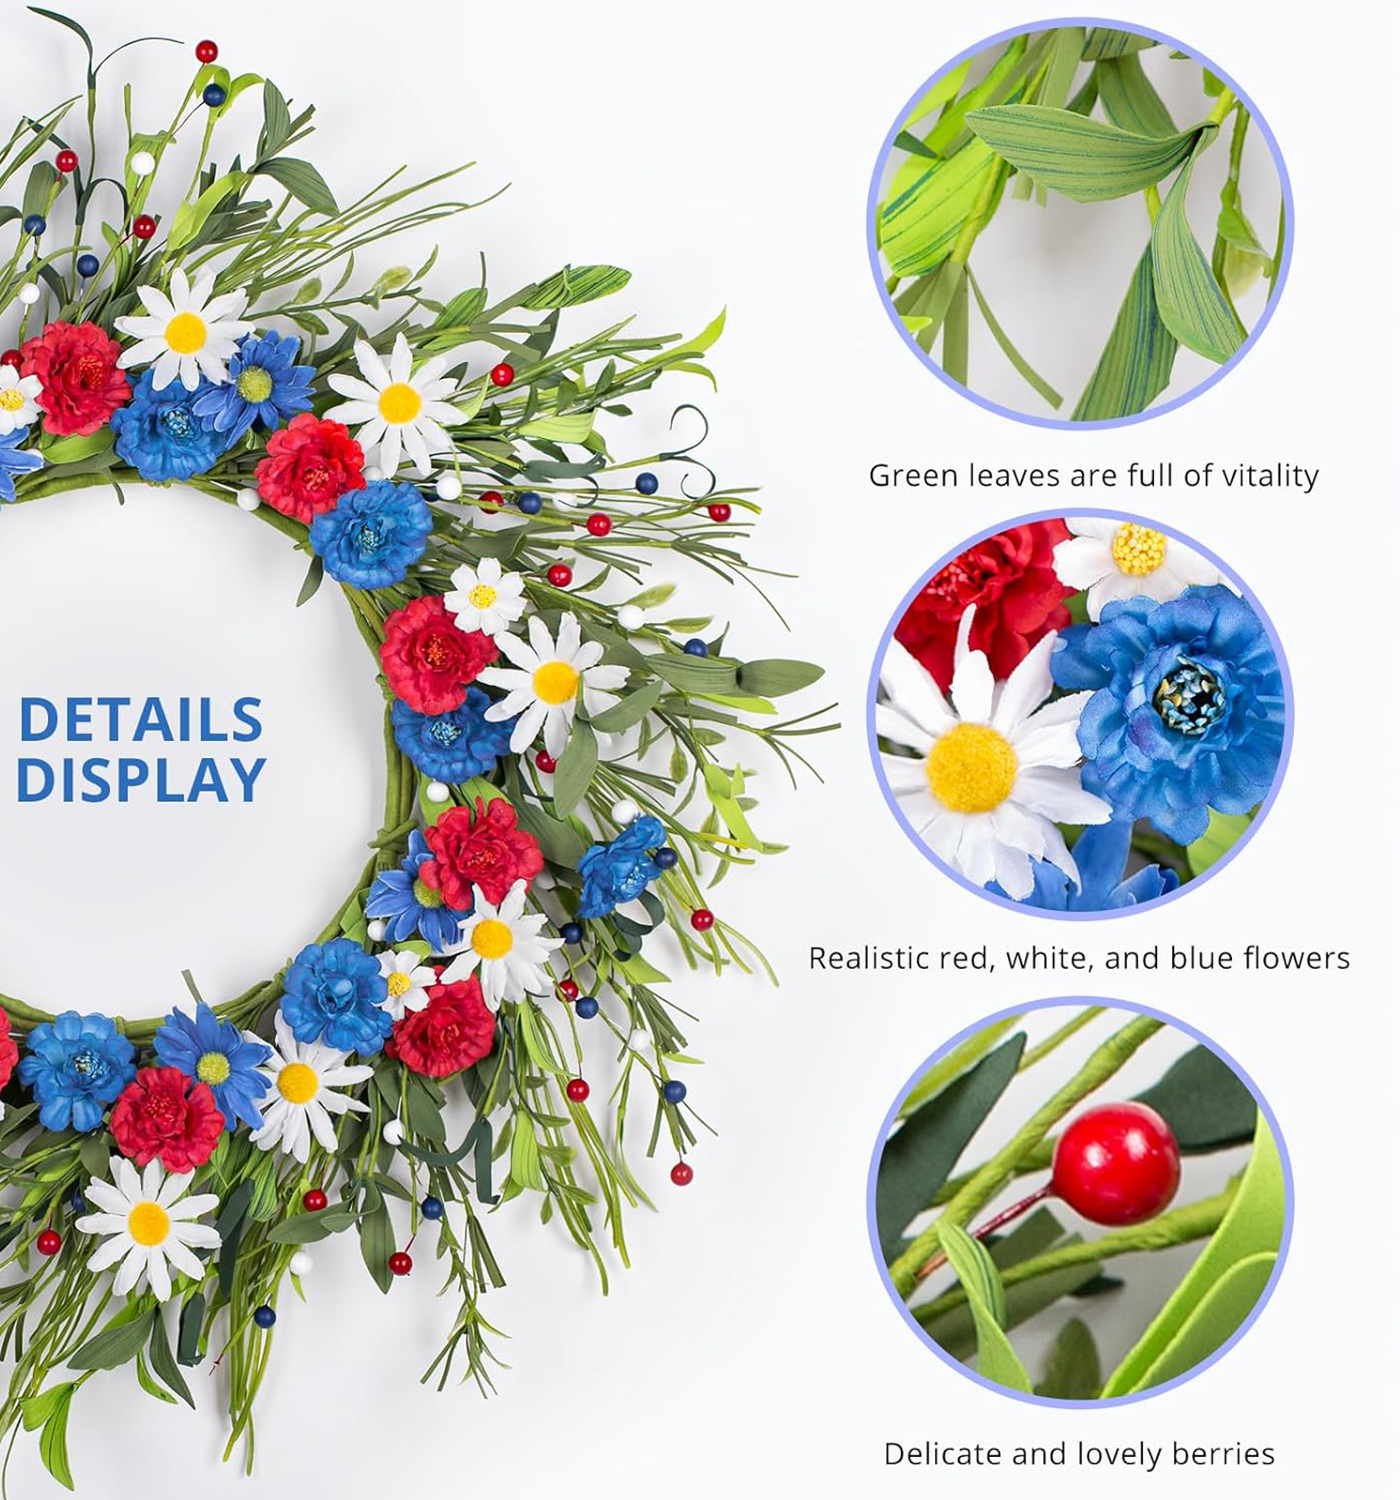 DETAILS
DISPLAY
Green leaves are full of vitality
Realistic red, white, and blue flowers
Delicate and lovely berries